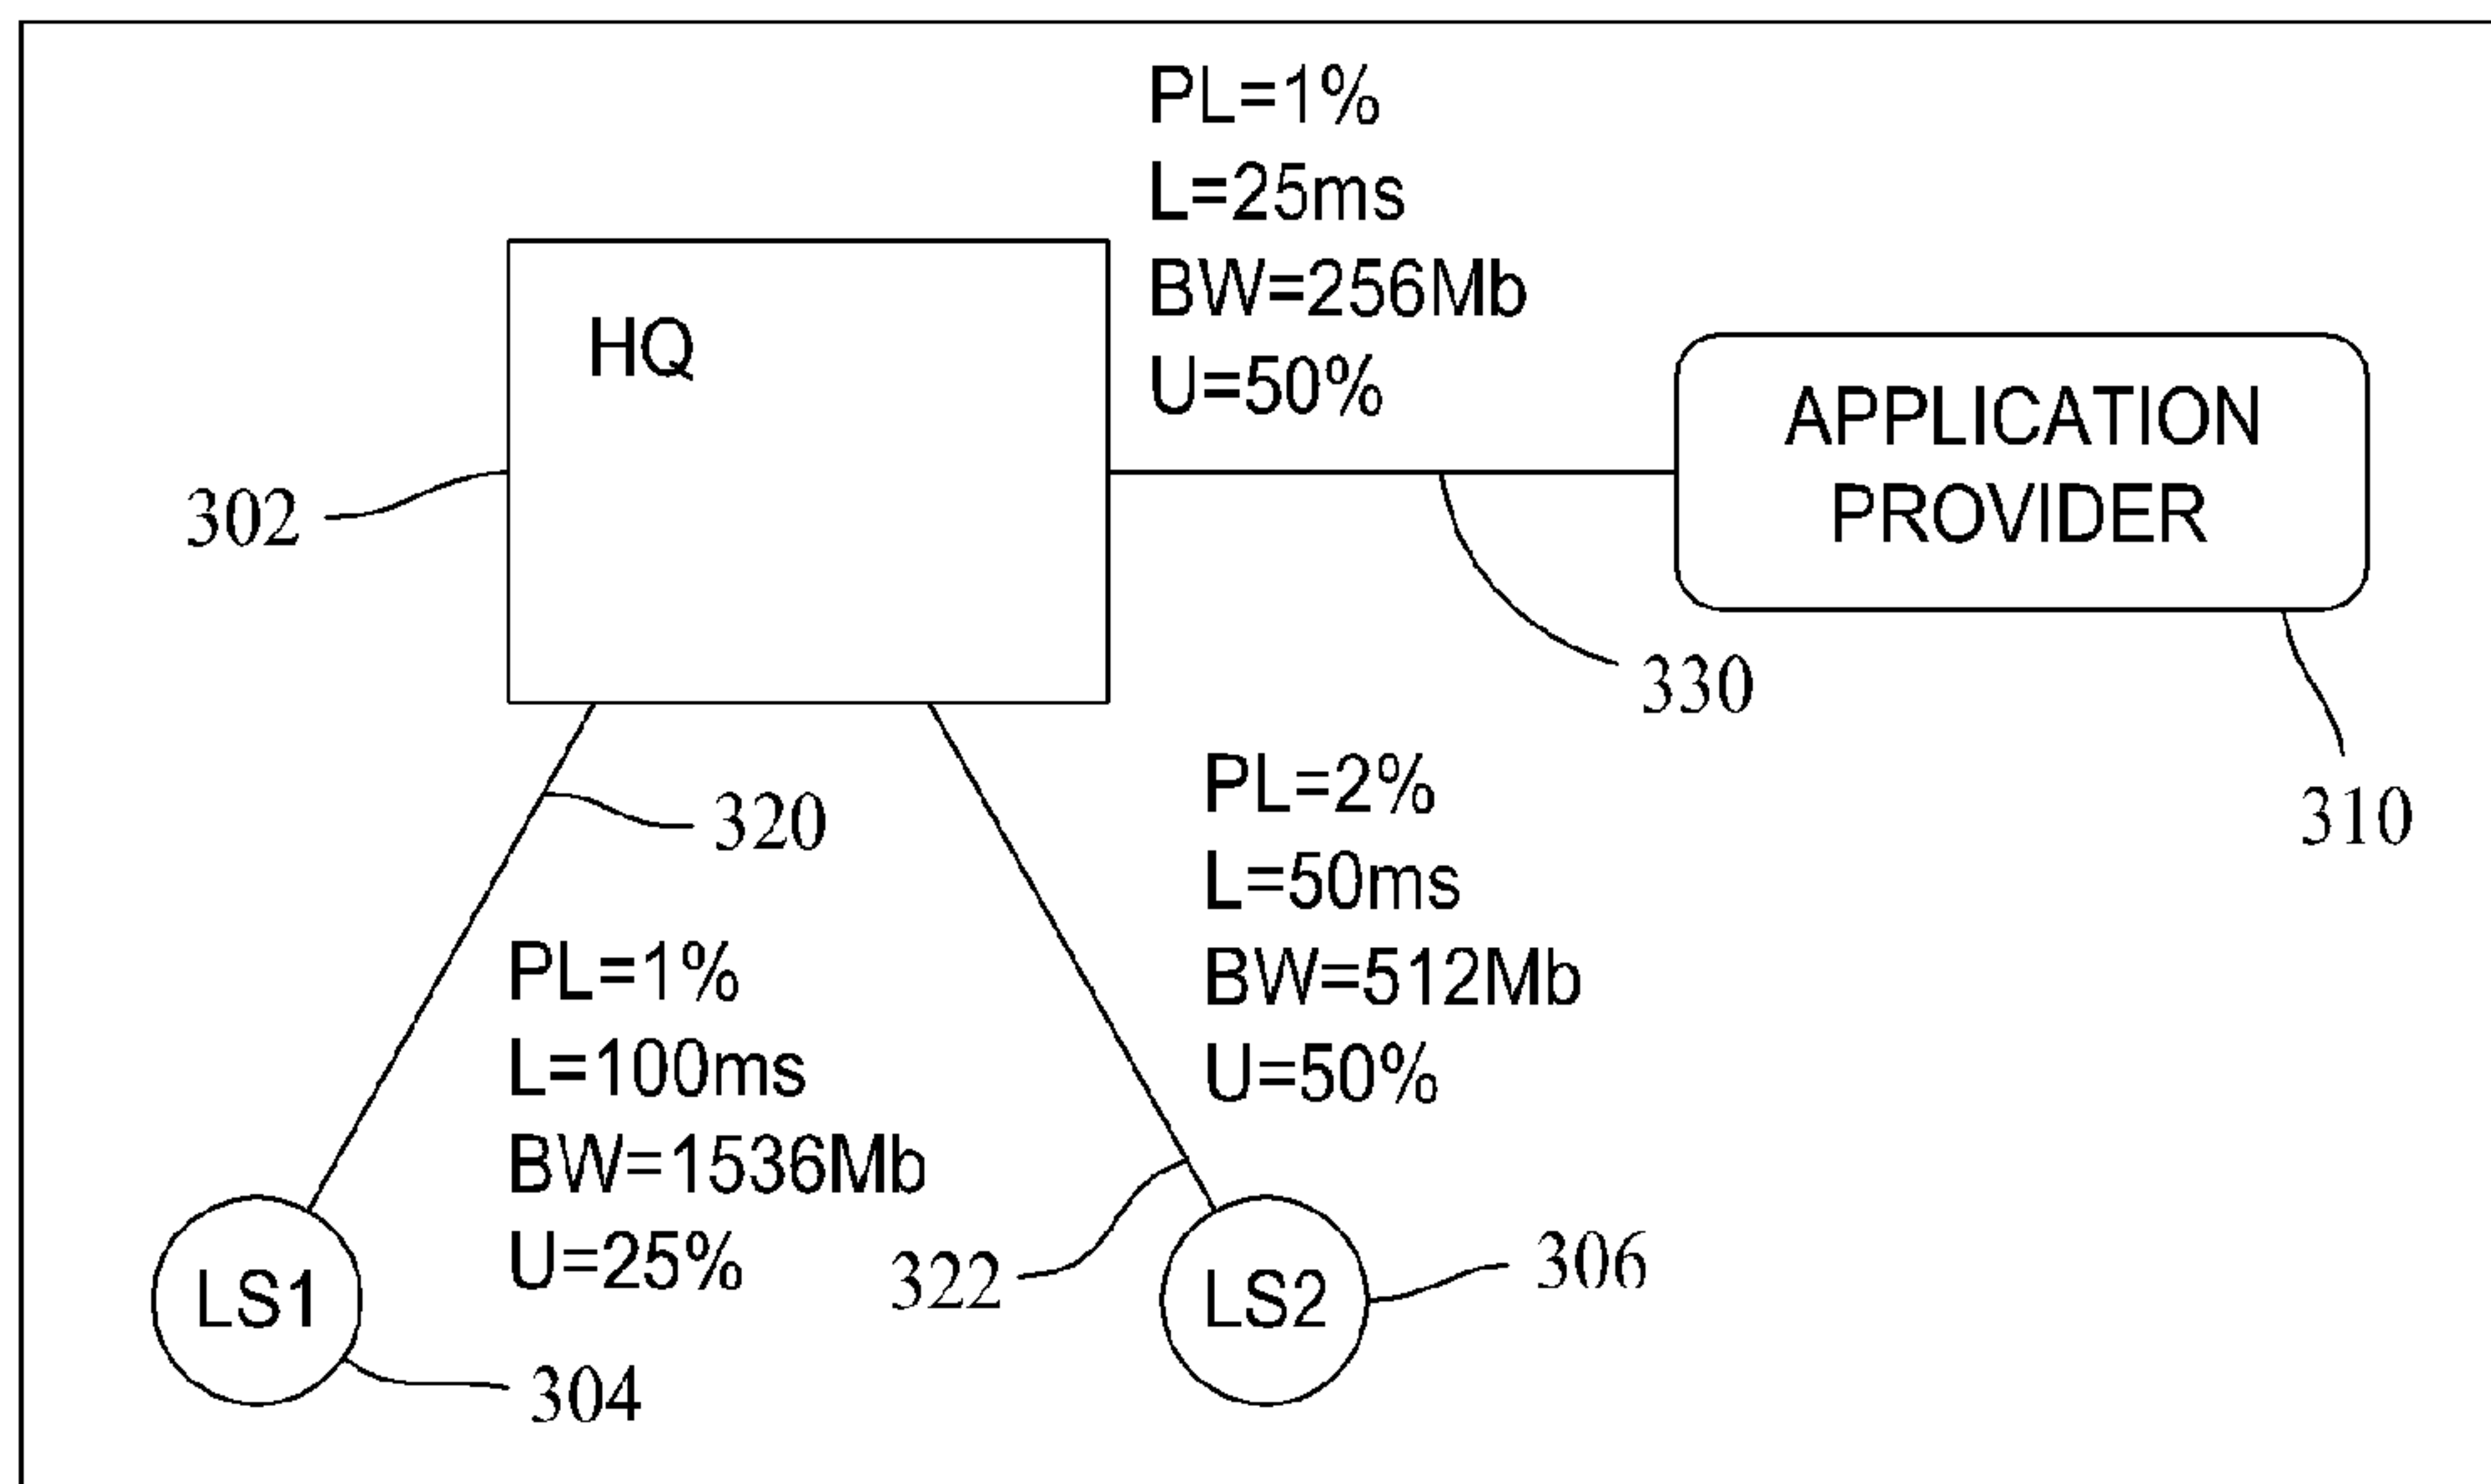 PL=1%
L=25ms
BW=256Mb
U=50%
HQ
APPLICATION
PROVIDER
302
330
310
320
PL=2%
L=50ms
BW=512Mb
U=50%
PL=1%
L=100ms
BW=1536Mb
U=25%
322
306
LS1
LS2
304